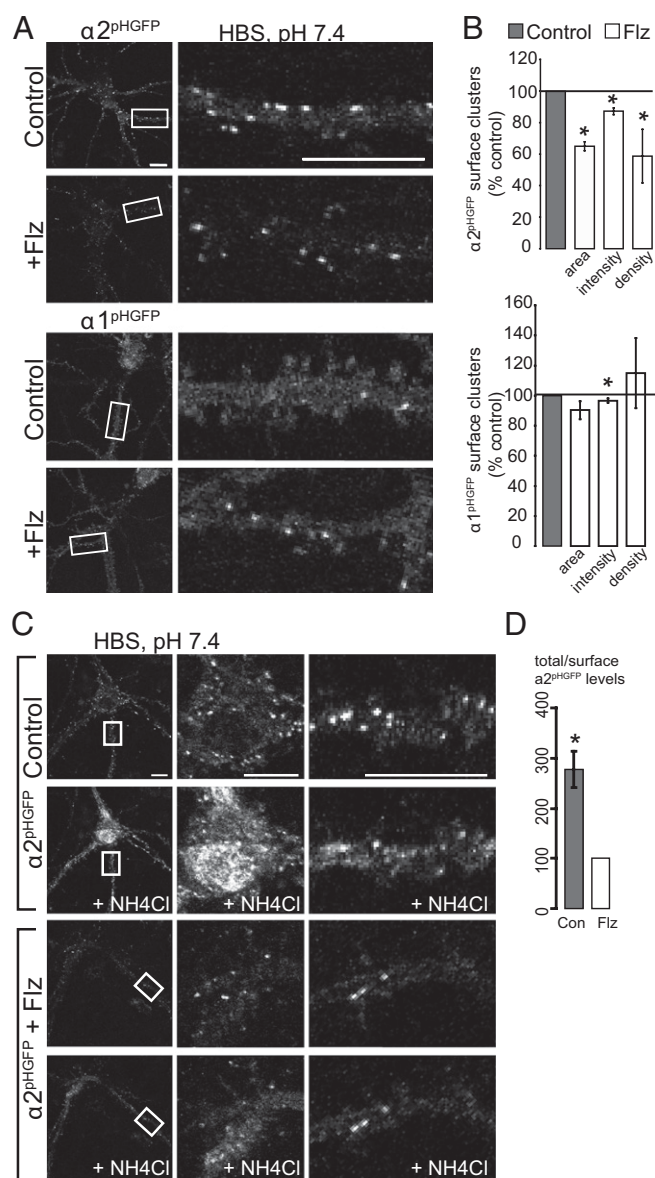 A
α2pHGFP
HBS, pH 7.4
Control
+Flz
α1pHGFP
Control
+Flz
B
Control Flz
α2pHGFP surface clusters
(% control)
120
100
80
60
40
20
0
area
intensity
density
*
*
*
α1pHGFP surface clusters
(% control)
160
140
120
100
80
60
40
20
0
area
intensity
density
*
C
HBS, pH 7.4
α2pHGFP
Control
+ NH4Cl
+ NH4Cl
+ NH4Cl
α2pHGFP + Flz
+ NH4Cl
+ NH4Cl
+ NH4Cl
D
total/surface
a2pHGFP levels
400
300
200
100
0
*
Con Flz